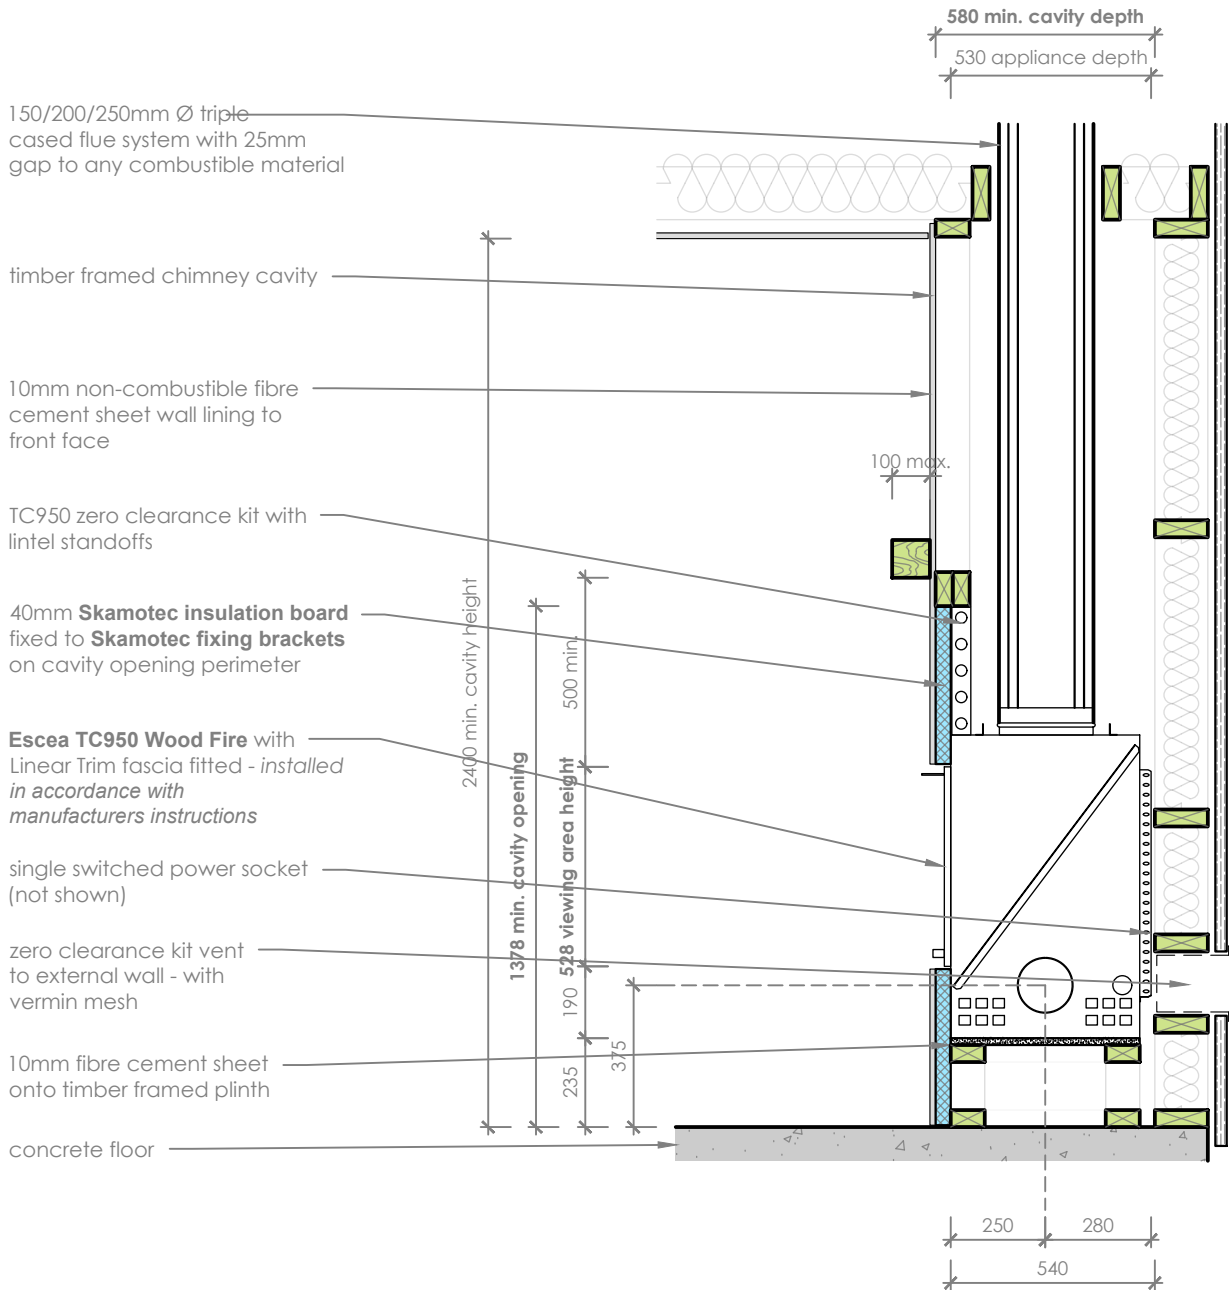 580 min. cavity depth
530 appliance depth
150/200/250mm Ø triple
cased flue system with 25mm
gap to any combustible material
timber framed chimney cavity
10mm non-combustible fibre
cement sheet wall lining to
front face
100 max.
TC950 zero clearance kit with
lintel standoffs
40mm Skamotec insulation board
fixed to Skamotec fixing brackets
on cavity opening perimeter
Escea TC950 Wood Fire with
Linear Trim fascia fitted - installed
in accordance with
manufacturers instructions
single switched power socket
(not shown)
zero clearance kit vent
to external wall - with
vermin mesh
10mm fibre cement sheet
onto timber framed plinth
concrete floor
2400 min. cavity height
1378 min. cavity opening
500 min.
528 viewing area height
190
235
375
250
280
540